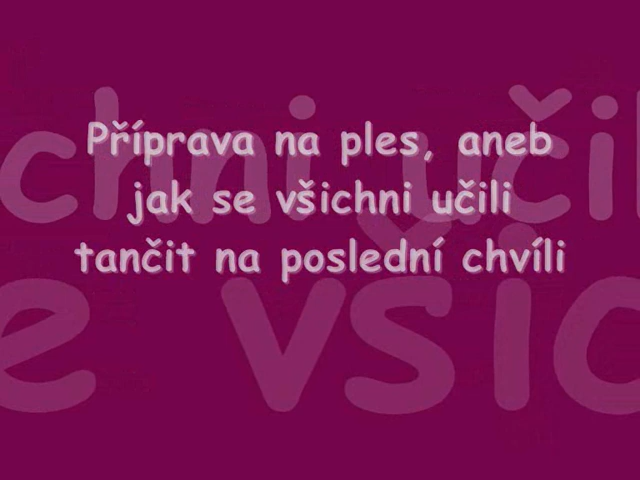 Příprava na ples, aneb
jak se všichni učili
tančit na poslední chvíli